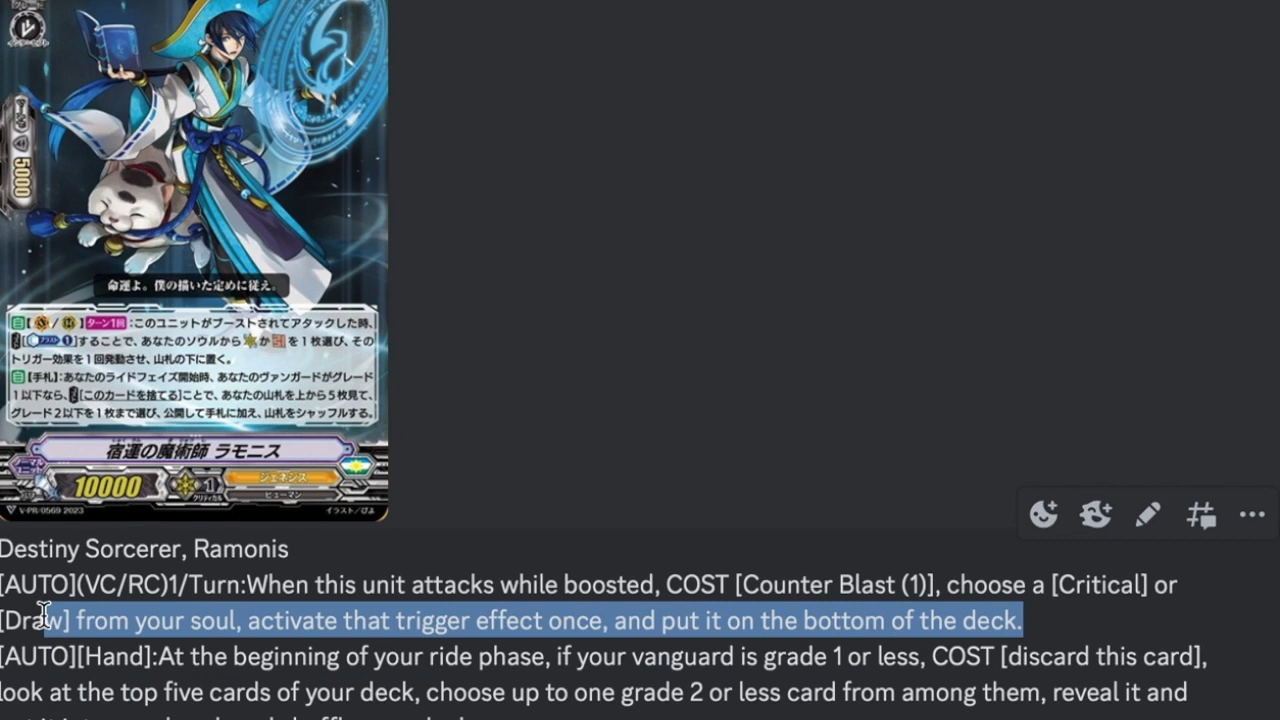 5000
命運よ。僕の描いた定めに従え。
【 / 】ターン1回:このユニットがブーストされてアタックした時、
[ブラスト1]することで、あなたのソウルから か を1枚選び、その
トリガー効果を1回発動させ、山札の下に置く。
【手札】:あなたのライドフェイズ開始時、あなたのヴァンガードがグレード
1以下なら、[このカードを捨てる]ことで、あなたの山札を上から5枚見て、
グレード2以下を1枚まで選び、公開して手札に加え、山札をシャッフルする。
宿運の魔術師 ラモニス
10000 1 クリティカル ジェネシス
ヒューマン
V-PR/0569 2023 イラスト/ぴよ
Destiny Sorcerer, Ramonis
[AUTO](VC/RC)1/Turn:When this unit attacks while boosted, COST [Counter Blast (1)], choose a [Critical] or
[Draw] from your soul, activate that trigger effect once, and put it on the bottom of the deck.
[AUTO][Hand]:At the beginning of your ride phase, if your vanguard is grade 1 or less, COST [discard this card],
look at the top five cards of your deck, choose up to one grade 2 or less card from among them, reveal it and